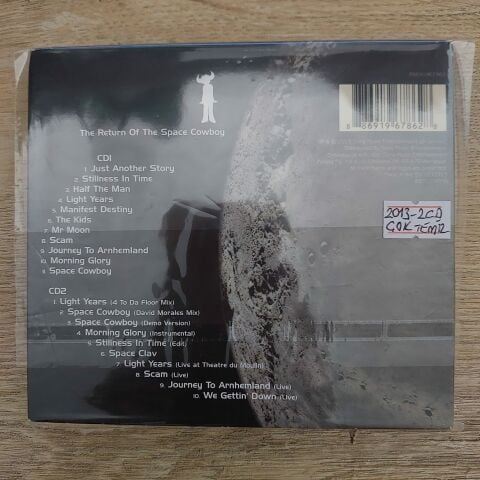 The Return Of The Space Cowboy
CD1
1. Just Another Story
2. Stillness In Time
3. Half The Man
4. Light Years
5. Manifest Destiny
6. The Kids
7. Mr Moon
8. Scam
9. Journey To Arnhemland
10. Morning Glory
11. Space Cowboy
CD2
1. Light Years (4 To Da Floor Mix)
2. Space Cowboy (David Morales Mix)
3. Space Cowboy (Demo Version)
4. Morning Glory (Instrumental)
5. Stillness In Time (Edit)
6. Space Clav
7. Light Years (Live at Theatre du Moulin)
8. Scam (Live)
9. Journey To Arnhemland (Live)
10. We Gettin' Down (Live)
8 86919 67862 8
2013-2CD
ÇOK TEMİZ